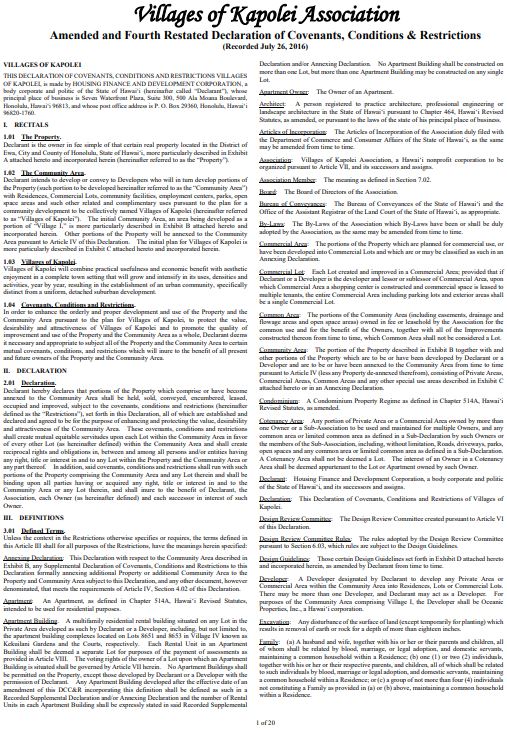 Villages of Kapolei Association
Amended and Fourth Restated Declaration of Covenants, Conditions & Restrictions
(Recorded July 26, 2016)
VILLAGES OF KAPOLEI
THIS DECLARATION OF COVENANTS, CONDITIONS AND RESTRICTIONS VILLAGES
OF KAPOLEI, is made by HOUSING FINANCE AND DEVELOPMENT CORPORATION, a
body corporate and politic of the State of Hawai'i (hereinafter called "Declarant"), whose
principal place of business is Seven Waterfront Plaza, Suite 300, 500 Ala Moana Boulevard,
Honolulu, Hawai'i 96813, and whose post office address is P. O. Box 29360, Honolulu, Hawai'i
96820-1760.
I. RECITALS
1.01 The Property.
Declarant is the owner in fee simple of that certain real property located in the District of
Ewa, City and County of Honolulu, State of Hawai'i, more particularly described in Exhibit
A attached hereto and incorporated herein (hereinafter referred to as the "Property").
1.02 The Community Area.
Declarant intends to develop or convey to Developers who will in turn develop portions of
the Property (such portion to be developed hereinafter referred to as the "Community Area")
with Residences, Commercial Lots, community facilities, employment centers, parks, open
space areas and such other related and complementary uses pursuant to the plan for a
community development to be collectively named Villages of Kapolei (hereinafter referred
to as "Villages of Kapolei"). The initial Community Area, an area being developed as a
portion of "Village I," is more particularly described in Exhibit B attached hereto and
incorporated herein. Other portions of the Property will be annexed to the Community
Area pursuant to Article IV of this Declaration. The initial plan for Villages of Kapolei is
more particularly described in Exhibit C attached hereto and incorporated herein.
1.03 Villages of Kapolei.
Villages of Kapolei will combine practical usefulness and economic benefit with aesthetic
enjoyment in a complete town setting that will grow and intensify in its uses, densities and
activities, year by year, resulting in the establishment of an urban community, specifically
distinct from a uniform, detached suburban development.
1.04 Covenants, Conditions and Restrictions.
In order to enhance the orderly and proper development and use of the Property and the
Community Area pursuant to the plan for Villages of Kapolei, to protect the value,
desirability and attractiveness of Villages of Kapolei and to promote the quality of
improvement and use of the Property and the Community Area as a whole, Declarant deems
it necessary and appropriate to subject all of the Property and the Community Area to certain
mutual covenants, conditions, and restrictions which will inure to the benefit of all present
and future owners of the Property and the Community Area.
II. DECLARATION
2.01 Declaration.
Declarant hereby declares that portions of the Property which comprise or have become
annexed to the Community Area shall be held, sold, conveyed, encumbered, leased,
occupied and improved, subject to the covenants, conditions and restrictions (hereinafter
defined as the "Restrictions"), set forth in this Declaration, all of which are established and
declared and agreed to be for the purpose of enhancing and protecting the value, desirability
and attractiveness of the Community Area. These covenants, conditions and restrictions
shall create mutual equitable servitudes upon each Lot within the Community Area in favor
of every other Lot (as hereinafter defined) within the Community Area and shall create
reciprocal rights and obligations in, between and among all persons and/or entities having
any right, title or interest in and to any Lot within the Property and the Community Area or
any part thereof. In addition, said covenants, conditions and restrictions shall run with such
portions of the Property comprising the Community Area and any Lot therein and shall be
binding upon all parties having or acquired any right, title or interest in and to the
Community Area or any Lot therein, and shall inure to the benefit of Declarant, the
Association, each Owner (as hereinafter defined) and each successor in interest of such
Owner.
III. DEFINITIONS
3.01 Defined Terms.
Unless the context in the Restrictions otherwise specifies or requires, the terms defined in
this Article III shall for all purposes of the Restrictions, have the meanings herein specified:
Annexing Declaration: This Declaration with respect to the Community Area described in
Exhibit B, any Supplemental Declaration of Covenants, Conditions and Restrictions to this
Declaration formally annexing additional Property or additional Community Area to the
Property and Community Area subject to this Declaration, and any other document, however
denominated, that meets the requirements of Article IV, Section 4.02 of this Declaration.
Apartment: An Apartment, as defined in Chapter 514A, Hawai'i Revised Statutes,
intended to be used for residential purposes.
Apartment Building. A multifamily residential rental building situated on any Lot in the
Private Area developed as such by Declarant or a Developer, including, but not limited to,
the apartment building complexes located on Lots 8651 and 8653 in Village IV known as
Kekuilani Gardens and the Courts, respectively. Each Rental Unit in an Apartment
Building shall be deemed a separate Lot for purposes of the payment of assessments as
provided in Article VIII. The voting rights of the owner of a Lot upon which an Apartment
Building is situated shall be governed by Article VII herein. No Apartment Buildings shall
be permitted on the Property, except those developed by Declarant or a Developer with the
permission of Declarant. Any Apartment Building developed after the effective date of an
amendment of this DCC&R incorporating this definition shall be defined as such in a
Recorded Supplemental Declaration and/or Annexing Declaration and the number of Rental
Units in each Apartment Building shall be expressly stated in said Recorded Supplemental
Declaration and/or Annexing Declaration. No Apartment Building shall be constructed on
more than one Lot, but more than one Apartment Building may be constructed on any single
Lot.
Apartment Owner: The Owner of an Apartment.
Architect: A person registered to practice architecture, professional engineering or
landscape architecture in the State of Hawai'i pursuant to Chapter 464, Hawai'i Revised
Statutes, as amended, or pursuant to the laws of the state of his principal place of business.
Articles of Incorporation: The Articles of Incorporation of the Association duly filed with
the Department of Commerce and Consumer Affairs of the State of Hawai'i, as the same
may be amended from time to time.
Association: Villages of Kapolei Association, a Hawai'i nonprofit corporation to be
organized pursuant to Article VII, and its successors and assigns.
Association Member: The meaning as defined in Section 7.02.
Board: The Board of Directors of the Association.
Bureau of Conveyances: The Bureau of Conveyances of the State of Hawai'i and the
Office of the Assistant Registrar of the Land Court of the State of Hawai'i, as appropriate.
By-Laws: The By-Laws of the Association which By-Laws have been or shall be duly
adopted by the Association, as the same may be amended from time to time.
Commercial Area: The portions of the Property which are planned for commercial use, or
have been developed into Commercial Lots and which are or may be classified as such in an
Annexing Declaration.
Commercial Lot: Each Lot created and improved in a Commercial Area; provided that if
Declarant or a Developer is the developer and lessor or sublessor of Commercial Area, upon
which Commercial Area a shopping center is constructed and commercial space is leased to
multiple tenants, the entire Commercial Area including parking lots and exterior areas shall
be a single Commercial Lot.
Common Area: The portions of the Community Area (including easements, drainage and
flowage areas and open space areas) owned in fee or leasehold by the Association for the
common use and for the benefit of the Owners, together with all of the Improvements
constructed thereon from time to time, which Common Area shall not be considered a Lot.
Community Area: The portion of the Property described in Exhibit B together with and
other portions of the Property which are to be or have been developed by Declarant or a
Developer and are to be or have been annexed to the Community Area from time to time
pursuant to Article IV (less any Property de-annexed therefrom), consisting of Private Areas,
Commercial Areas, Common Areas and any other special use areas described in Exhibit C
attached hereto or in an Annexing Declaration.
Condominium: A Condominium Property Regime as defined in Chapter 514A, Hawai'i
Revised Statutes, as amended.
Cotenancy Area: Any portion of Private Area or a Commercial Area owned by more than
one Owner or a Sub-Association to be used and maintained for multiple Owners, and any
common area or limited common area as defined in a Sub-Declaration by such Owners or
the members of the Sub-Association, including, without limitation, Roads, driveways, parks,
open spaces and any common area or limited common area as defined in a Sub-Declaration.
A Cotenancy Area shall not be deemed a Lot. The interest of an Owner in a Cotenancy
Area shall be deemed appurtenant to the Lot or Apartment owned by such Owner.
Declarant: Housing Finance and Development Corporation, a body corporate and politic
of the State of Hawai'i, and its successors and assigns.
Declaration: This Declaration of Covenants, Conditions and Restrictions of Villages of
Kapolei.
Design Review Committee: The Design Review Committee created pursuant to Article VI
of this Declaration.
Design Review Committee Rules: The rules adopted by the Design Review Committee
pursuant to Section 6.03, which rules are subject to the Design Guidelines.
Design Guidelines: Those certain Design Guidelines set forth in Exhibit D attached hereto
and incorporated herein, as amended by Declarant from time to time.
Developer: A Developer designated by Declarant to develop any Private Area or
Commercial Area within the Community Area into Residences, Lots or Commercial Lots.
There may be more than one Developer, and Declarant may act as a Developer. For
purposes of the Community Area comprising Village I, the Developer shall be Oceanic
Properties, Inc., a Hawai'i corporation.
Excavation: Any disturbance of the surface of land (except temporarily for planting) which
results in removal of earth or rock for a depth of more than eighteen inches.
Family: (a) A husband and wife, together with his or her or their parents and children, all
of whom shall be related by blood, marriage, or legal adoption, and domestic servants,
maintaining a common household within a Residence; (b) one (1) or two (2) individuals,
together with his or her or their respective parents, and children, all of which shall be related
to such individuals by blood, marriage or legal adoption, and domestic servants, maintaining
a common household within a Residence; or (c) a group of not more than four (4) individuals
not constituting a Family as provided in (a) or (b) above, maintaining a common household
within a Residence.
1 of 20